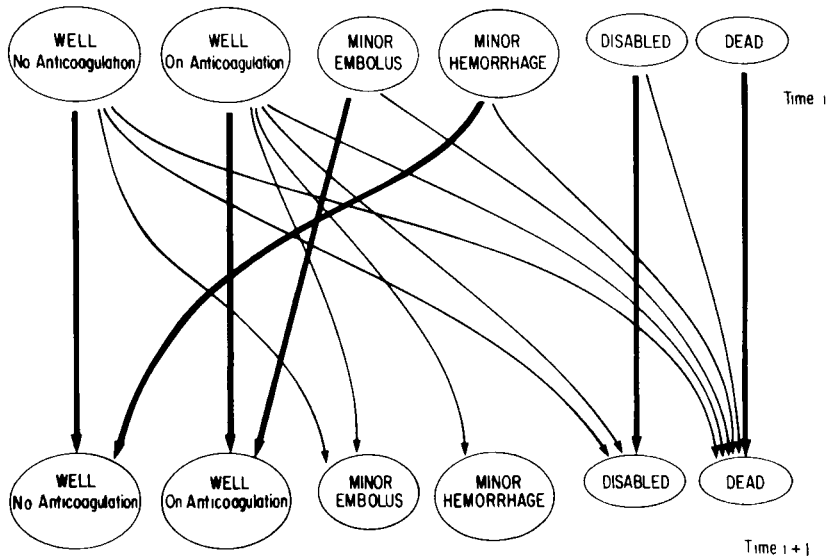 WELL
No Anticoagulation
WELL
On Anticoagulation
MINOR
EMBOLUS
MINOR
HEMORRHAGE
DISABLED
DEAD
Time i
WELL
No Anticoagulation
WELL
On Anticoagulation
MINOR
EMBOLUS
MINOR
HEMORRHAGE
DISABLED
DEAD
Time i + 1